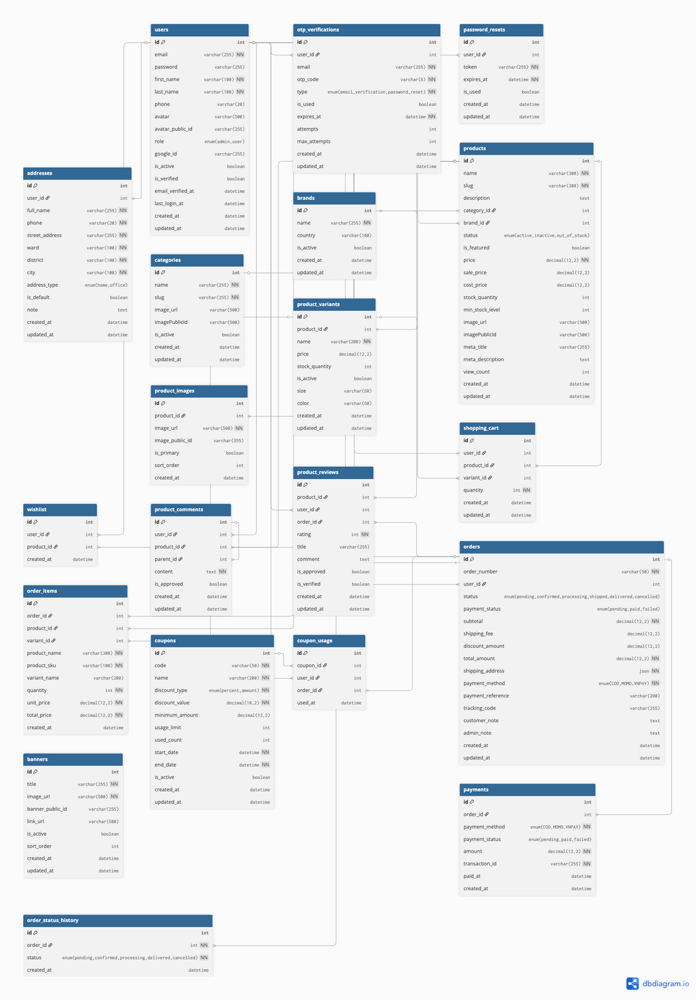 users
id int
email varchar(255) NN
password varchar(255)
first_name varchar(100) NN
last_name varchar(100) NN
phone varchar(20)
avatar varchar(500)
avatar_public_id varchar(255)
role enum(admin,user)
google_id varchar(255)
is_active boolean
is_verified boolean
email_verified_at datetime
last_login_at datetime
created_at datetime
updated_at datetime
otp_verifications
id int
user_id int
email varchar(255) NN
otp_code varchar(6) NN
type enum(email_verification,password_reset) NN
is_used boolean
expires_at datetime NN
attempts int
max_attempts int
created_at datetime
updated_at datetime
password_resets
id int
user_id int
token varchar(255) NN
expires_at datetime NN
is_used boolean
created_at datetime
updated_at datetime
addresses
id int
user_id int
full_name varchar(255) NN
phone varchar(20) NN
street_address varchar(255) NN
ward varchar(100) NN
district varchar(100) NN
city varchar(100) NN
address_type enum(home,office)
is_default boolean
note text
created_at datetime
updated_at datetime
brands
id int
name varchar(255) NN
country varchar(100)
is_active boolean
created_at datetime
updated_at datetime
products
id int
name varchar(300) NN
slug varchar(300) NN
description text
category_id int
brand_id int
status enum(active,inactive,out_of_stock)
is_featured boolean
price decimal(12,2) NN
sale_price decimal(12,2)
cost_price decimal(12,2)
stock_quantity int
min_stock_level int
image_url varchar(500)
imagePublicId varchar(500)
meta_title varchar(255)
meta_description text
view_count int
created_at datetime
updated_at datetime
categories
id int
name varchar(255) NN
slug varchar(255) NN
image_url varchar(500)
imagePublicId varchar(500)
is_active boolean
created_at datetime
updated_at datetime
product_variants
id int
product_id int
name varchar(200) NN
price decimal(12,2)
stock_quantity int
is_active boolean
size varchar(50)
color varchar(50)
created_at datetime
updated_at datetime
product_images
id int
product_id int
image_url varchar(500) NN
image_public_id varchar(255)
is_primary boolean
sort_order int
created_at datetime
shopping_cart
id int
user_id int
product_id int
variant_id int
quantity int NN
created_at datetime
updated_at datetime
product_reviews
id int
product_id int
user_id int
order_id int
rating int NN
title varchar(255)
comment text
is_approved boolean
is_verified boolean
created_at datetime
updated_at datetime
wishlist
id int
user_id int
product_id int
created_at datetime
product_comments
id int
user_id int
product_id int
parent_id int
content text NN
is_approved boolean
created_at datetime
updated_at datetime
orders
id int
order_number varchar(50) NN
user_id int
status enum(pending,confirmed,processing,shipped,delivered,cancelled)
payment_status enum(pending,paid,failed)
subtotal decimal(12,2) NN
shipping_fee decimal(12,2)
discount_amount decimal(12,2)
total_amount decimal(12,2) NN
shipping_address json NN
payment_method enum(COD,MOMO,VNPAY) NN
payment_reference varchar(200)
tracking_code varchar(255)
customer_note text
admin_note text
created_at datetime
updated_at datetime
order_items
id int
order_id int
product_id int
variant_id int
product_name varchar(300) NN
product_sku varchar(100) NN
variant_name varchar(200)
quantity int NN
unit_price decimal(12,2) NN
total_price decimal(12,2) NN
created_at datetime
coupons
id int
code varchar(50) NN
name varchar(200) NN
discount_type enum(percent,amount) NN
discount_value decimal(10,2) NN
minimum_amount decimal(12,2)
usage_limit int
used_count int
start_date datetime NN
end_date datetime NN
is_active boolean
created_at datetime
updated_at datetime
coupon_usage
id int
coupon_id int
user_id int
order_id int
used_at datetime
banners
id int
title varchar(255) NN
image_url varchar(500) NN
banner_public_id varchar(255)
link_url varchar(500)
is_active boolean
sort_order int
created_at datetime
updated_at datetime
payments
id int
order_id int
payment_method enum(COD,MOMO,VNPAY) NN
payment_status enum(pending,paid,failed)
amount decimal(12,2) NN
transaction_id varchar(255) NN
paid_at datetime
created_at datetime
order_status_history
id int
order_id int NN
status enum(pending,confirmed,processing,delivered,cancelled) NN
created_at datetime
dbdiagram.io